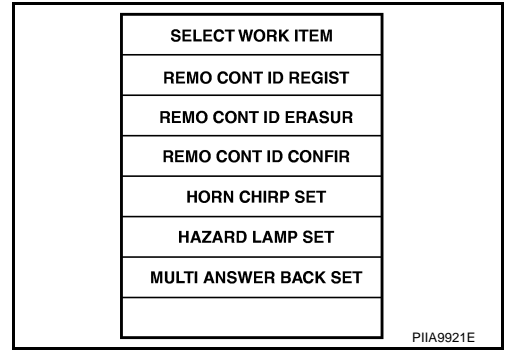 SELECT WORK ITEM
REMO CONT ID REGIST
REMO CONT ID ERASUR
REMO CONT ID CONFIR
HORN CHIRP SET
HAZARD LAMP SET
MULTI ANSWER BACK SET
PIIA9921E